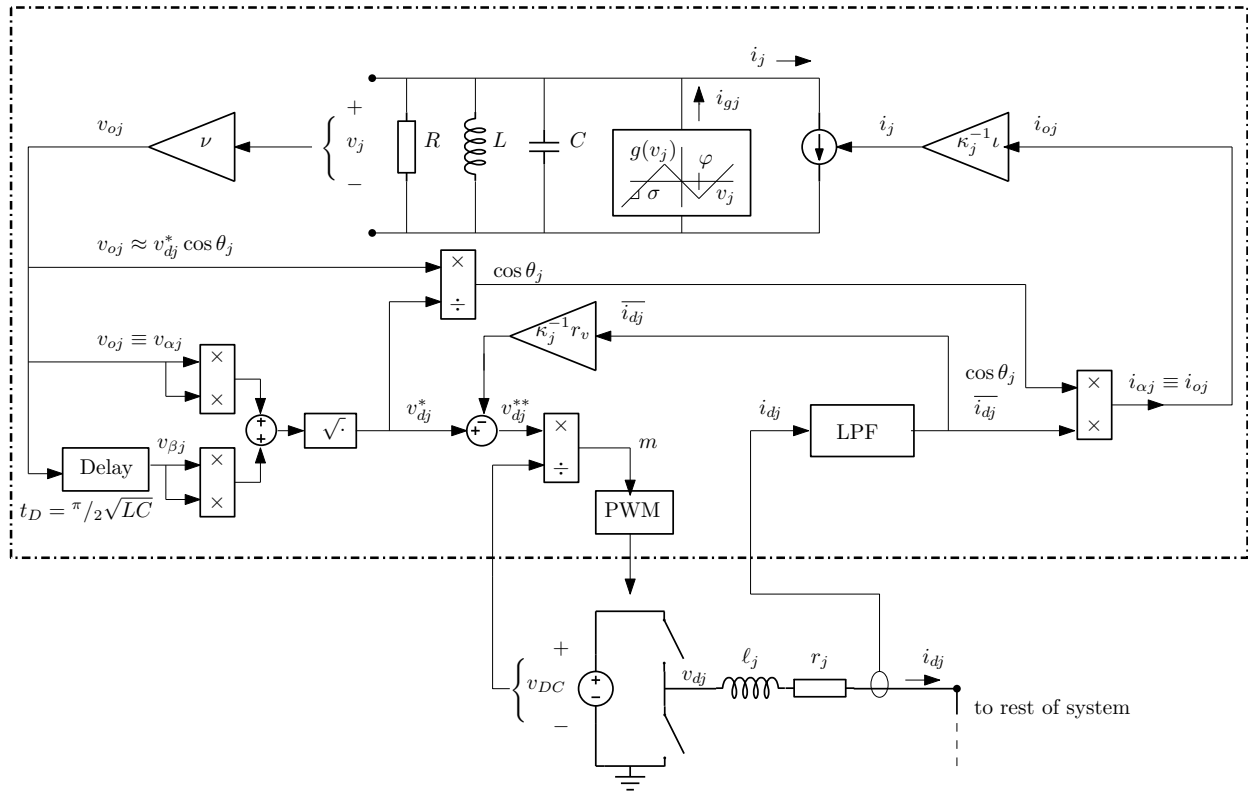 i_j
i_{gj}
v_{oj}
ν
+
v_j
−
R
L
C
g(v_j)
φ
σ
v_j
i_j
κ_j^{-1}ι
i_{oj}
v_{oj} ≈ v_{dj}^* cos θ_j
×
÷
cos θ_j
κ_j^{-1}r_v
\overline{i_{dj}}
v_{oj} ≡ v_{αj}
×
×
+
+
√·
v_{dj}^*
+
−
v_{dj}^{**}
×
÷
m
i_{dj}
LPF
cos θ_j
\overline{i_{dj}}
×
×
i_{αj} ≡ i_{oj}
Delay
v_{βj}
×
×
t_D = π/2√LC
PWM
+
v_{DC}
−
+
−
v_{dj}
ℓ_j
r_j
i_{dj}
to rest of system